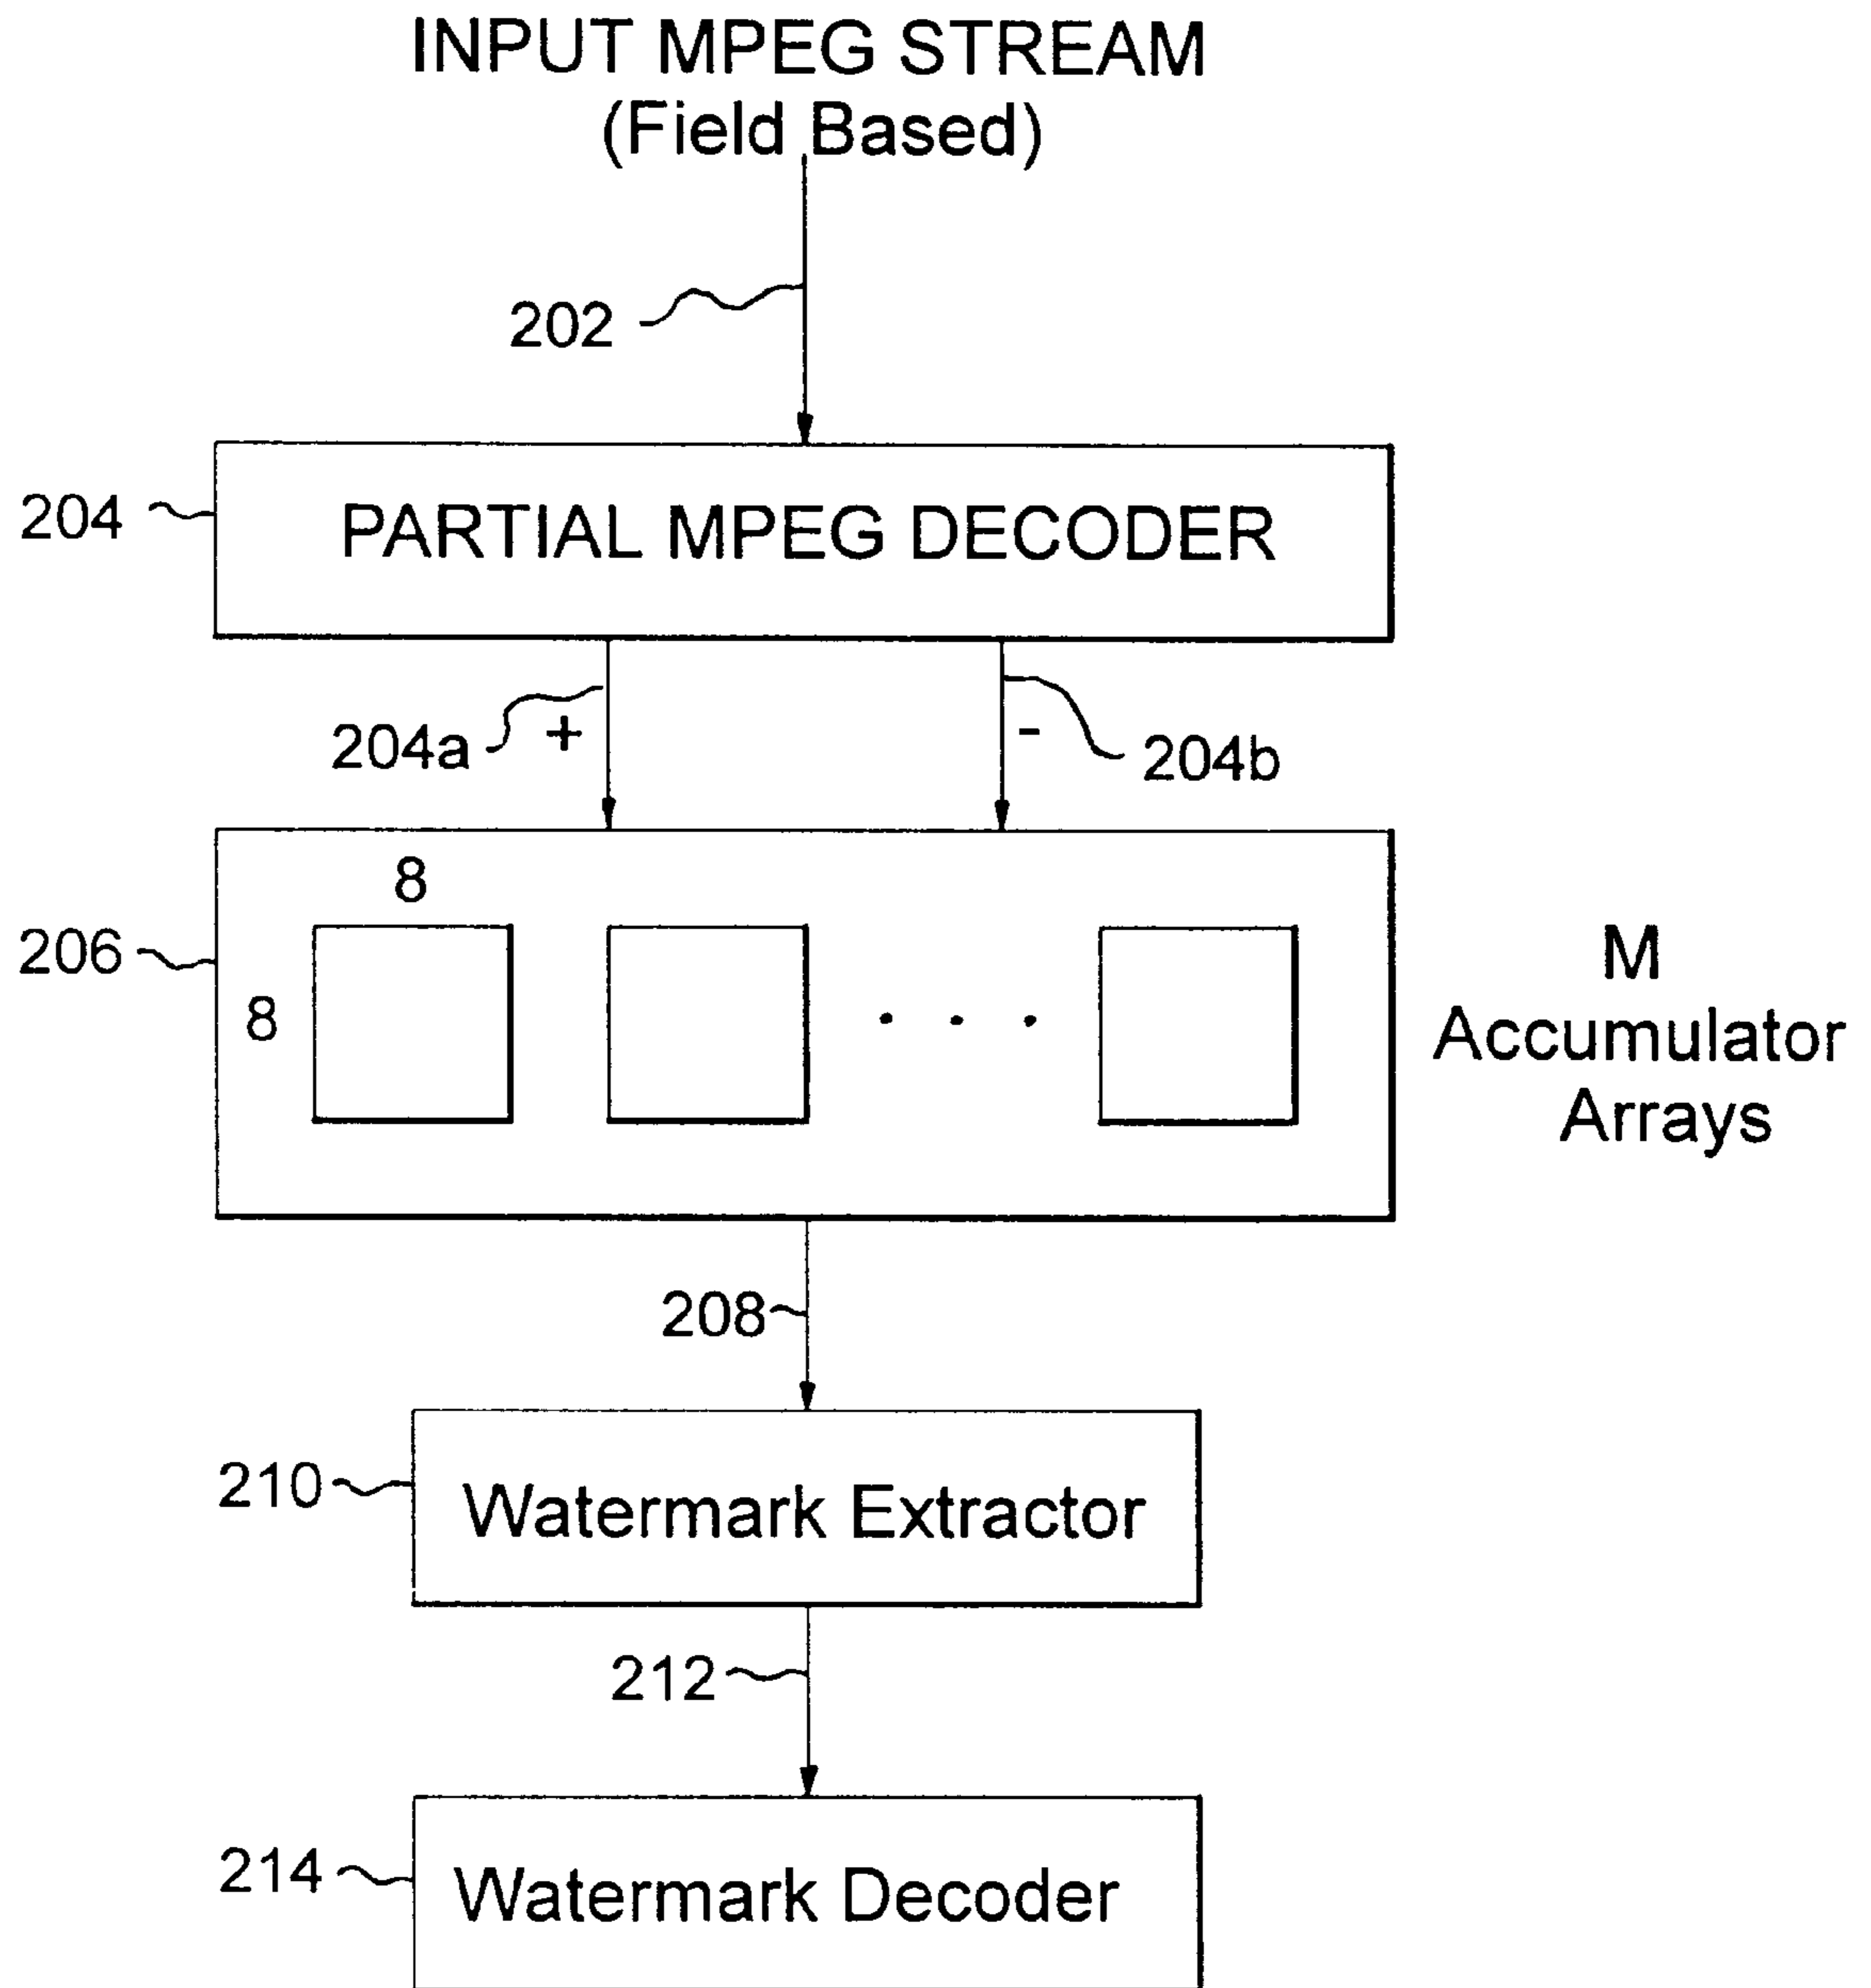 INPUT MPEG STREAM
(Field Based)
202
204
PARTIAL MPEG DECODER
204a
+
-
204b
8
206
8
M
Accumulator
Arrays
. . .
208
210
Watermark Extractor
212
214
Watermark Decoder